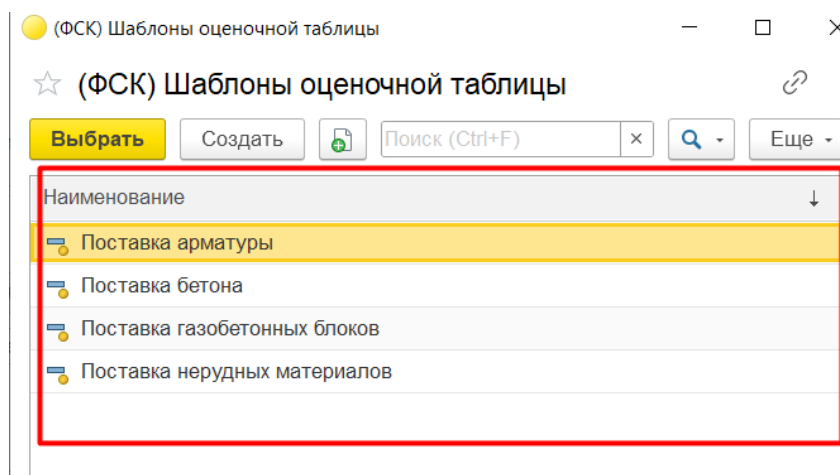 (ФСК) Шаблоны оценочной таблицы
(ФСК) Шаблоны оценочной таблицы
Выбрать Создать Поиск (Ctrl+F) × Еще
Наименование ↓
Поставка арматуры
Поставка бетона
Поставка газобетонных блоков
Поставка нерудных материалов